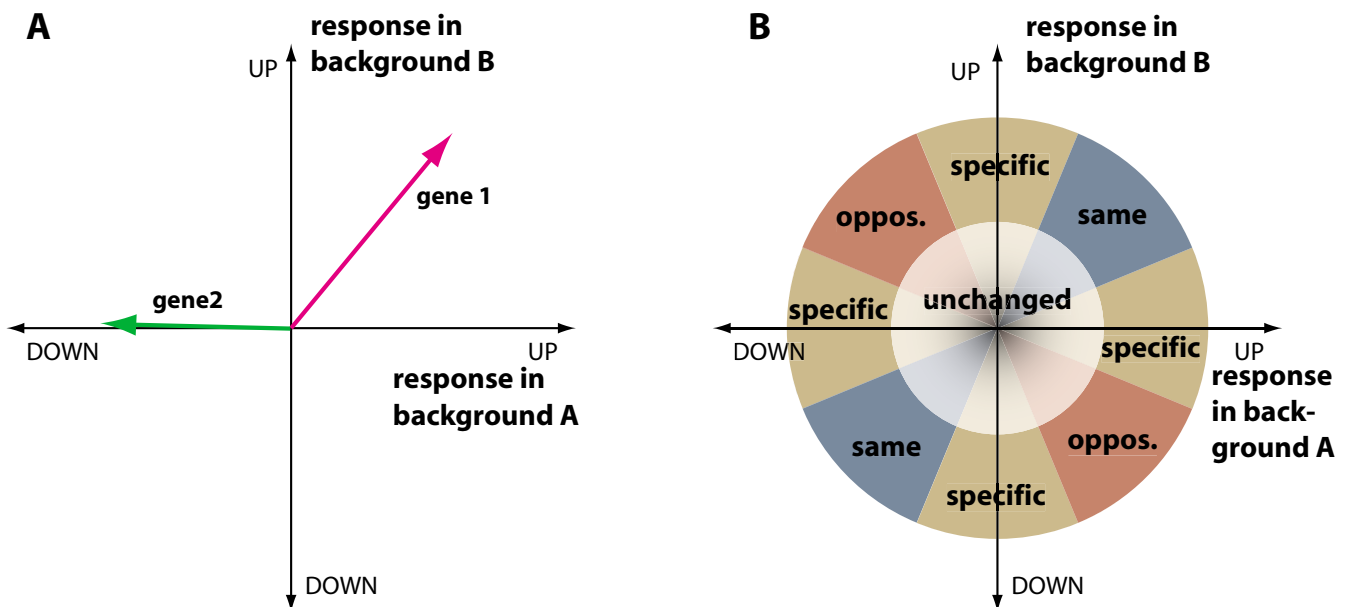 A
response in
background B
UP
gene 1
gene2
DOWN
UP
response in
background A
DOWN
B
response in
background B
UP
specific
oppos.
same
unchanged
specific
specific
DOWN
UP
response
in back-
ground A
same
oppos.
specific
DOWN